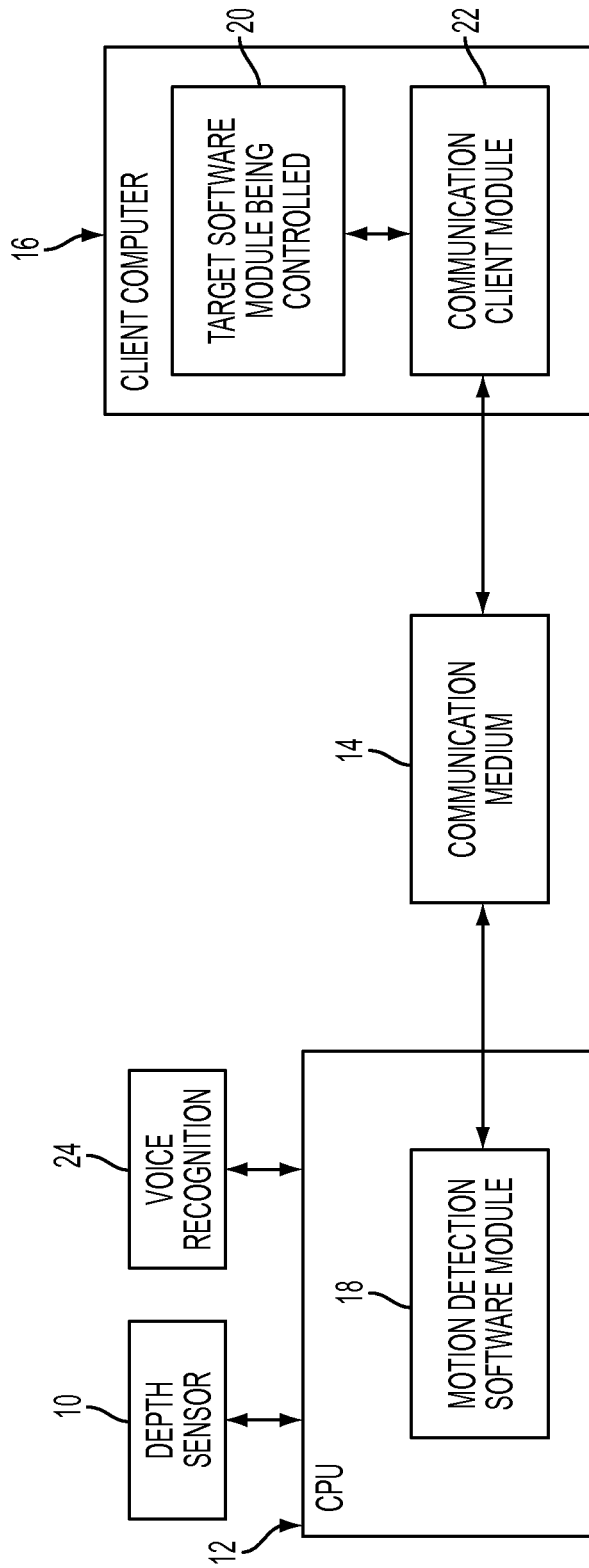 10
DEPTH
SENSOR
24
VOICE
RECOGNITION
12
CPU
18
MOTION DETECTION
SOFTWARE MODULE
14
COMMUNICATION
MEDIUM
16
CLIENT COMPUTER
20
TARGET SOFTWARE
MODULE BEING
CONTROLLED
22
COMMUNICATION
CLIENT MODULE